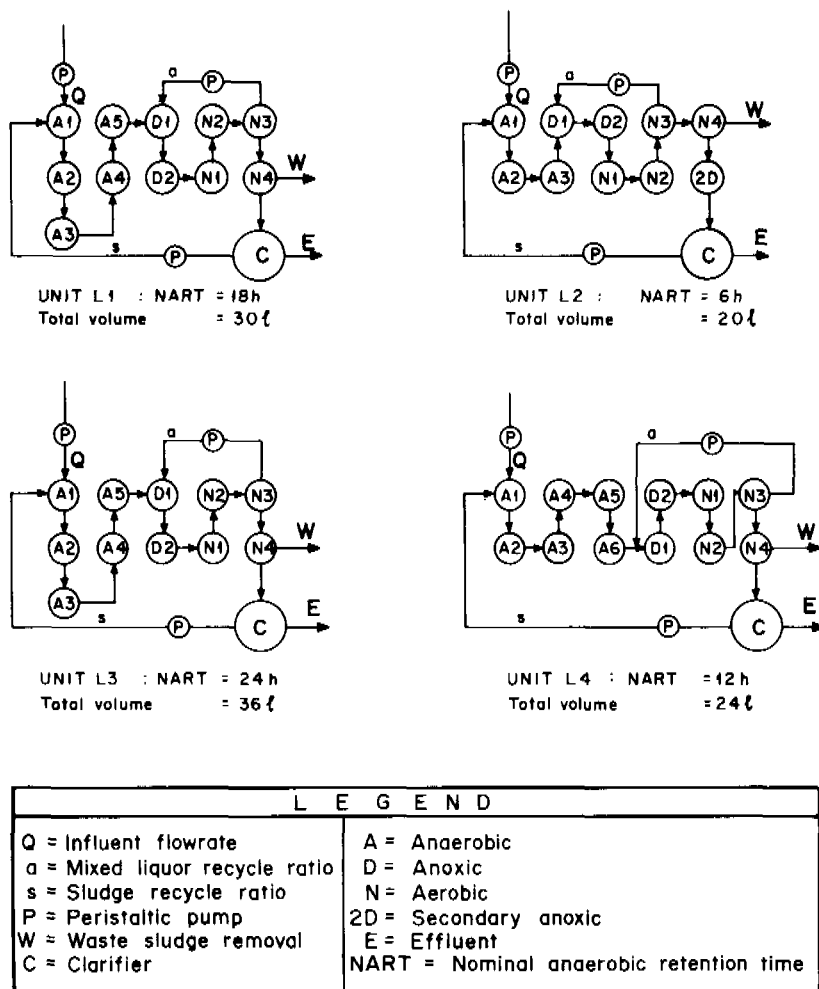 P
Q
a
P
A1
A5
D1
N2
N3
A2
A4
D2
N1
N4
W
A3
s
P
C
E
UNIT L1 : NART = 18h
Total volume = 30ℓ
P
Q
a
P
A1
D1
D2
N3
N4
W
A2
A3
N1
N2
2D
s
P
C
E
UNIT L2 : NART = 6h
Total volume = 20ℓ
P
Q
a
P
A1
A5
D1
N2
N3
A2
A4
D2
N1
N4
W
A3
s
P
C
E
UNIT L3 : NART = 24h
Total volume = 36ℓ
P
Q
a
P
A1
A4
A5
D2
N1
N3
A2
A3
A6
D1
N2
N4
W
s
P
C
E
UNIT L4 : NART = 12h
Total volume = 24ℓ
LEGEND
Q = Influent flowrate
a = Mixed liquor recycle ratio
s = Sludge recycle ratio
P = Peristaltic pump
W = Waste sludge removal
C = Clarifier
A = Anaerobic
D = Anoxic
N = Aerobic
2D = Secondary anoxic
E = Effluent
NART = Nominal anaerobic retention time